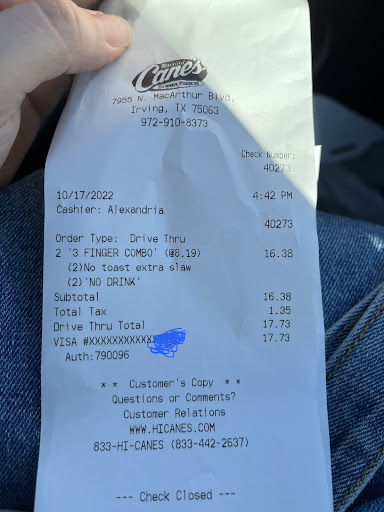 Raising
Cane's
CHICKEN FINGERS
7955 N. MacArthur Blvd.
Irving, TX 75063
972-910-8373
Check Number:
40273
10/17/2022 4:42 PM
Cashier: Alexandria
40273
Order Type: Drive Thru
2 '3 FINGER COMBO' (@8.19) 16.38
(2)No toast extra slaw
(2)'NO DRINK'
Subtotal 16.38
Total Tax 1.35
Drive Thru Total 17.73
VISA #XXXXXXXXXXXX 17.73
Auth:790096
* * Customer's Copy * *
Questions or Comments?
Customer Relations
WWW.HICANES.COM
833-HI-CANES (833-442-2637)
--- Check Closed ---